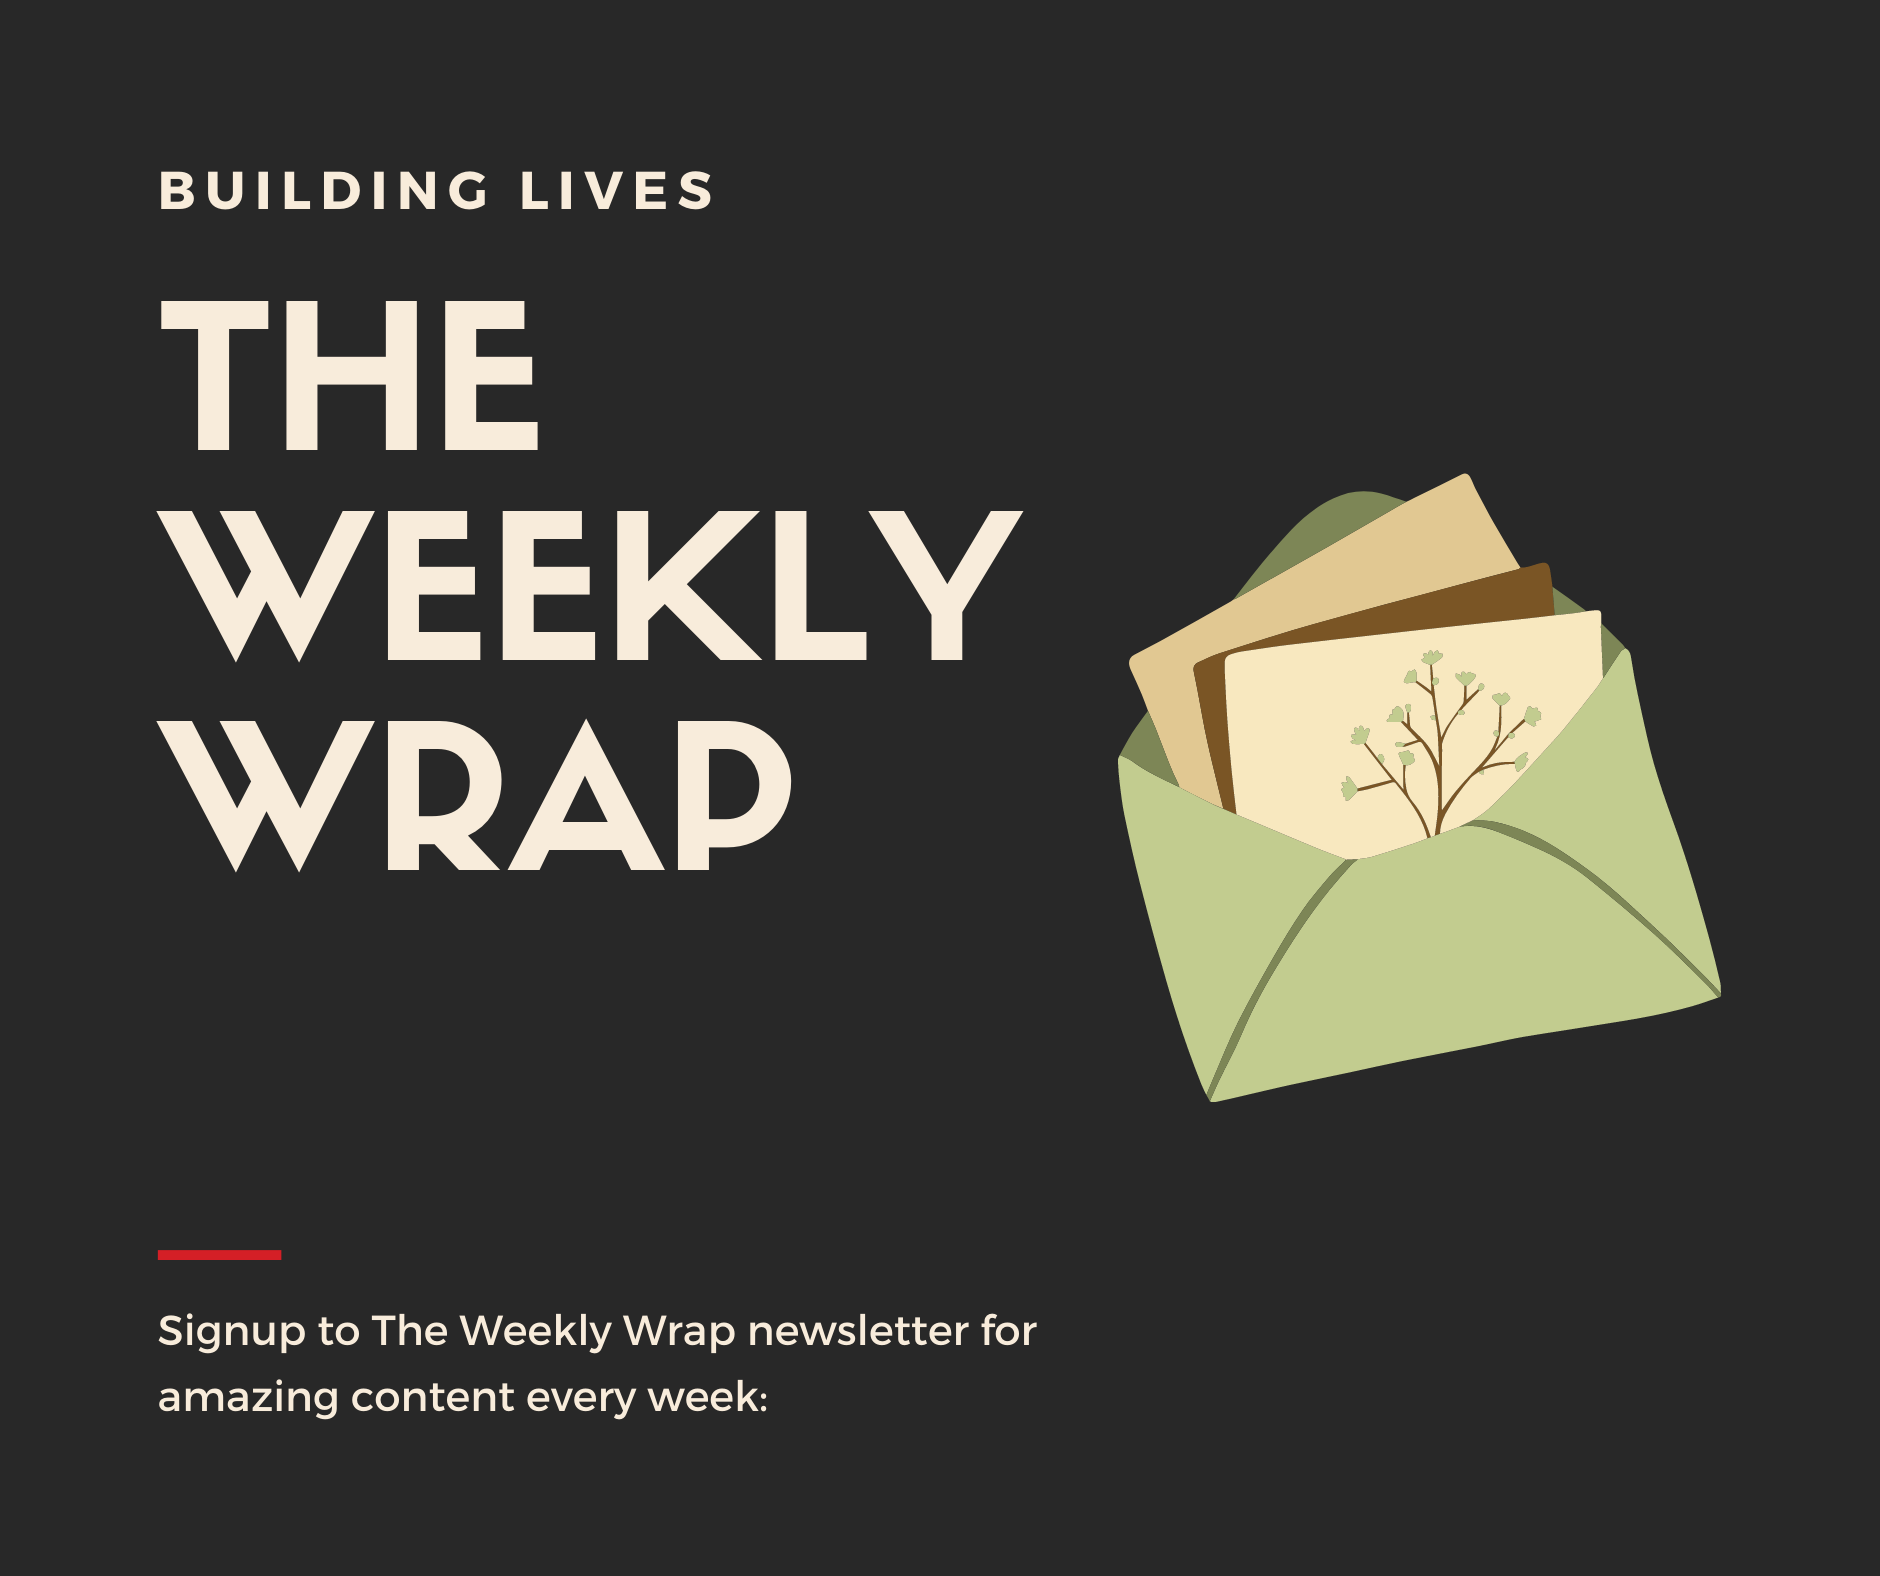 BUILDING LIVES
THE
WEEKLY
WRAP
Signup to The Weekly Wrap newsletter for
amazing content every week: